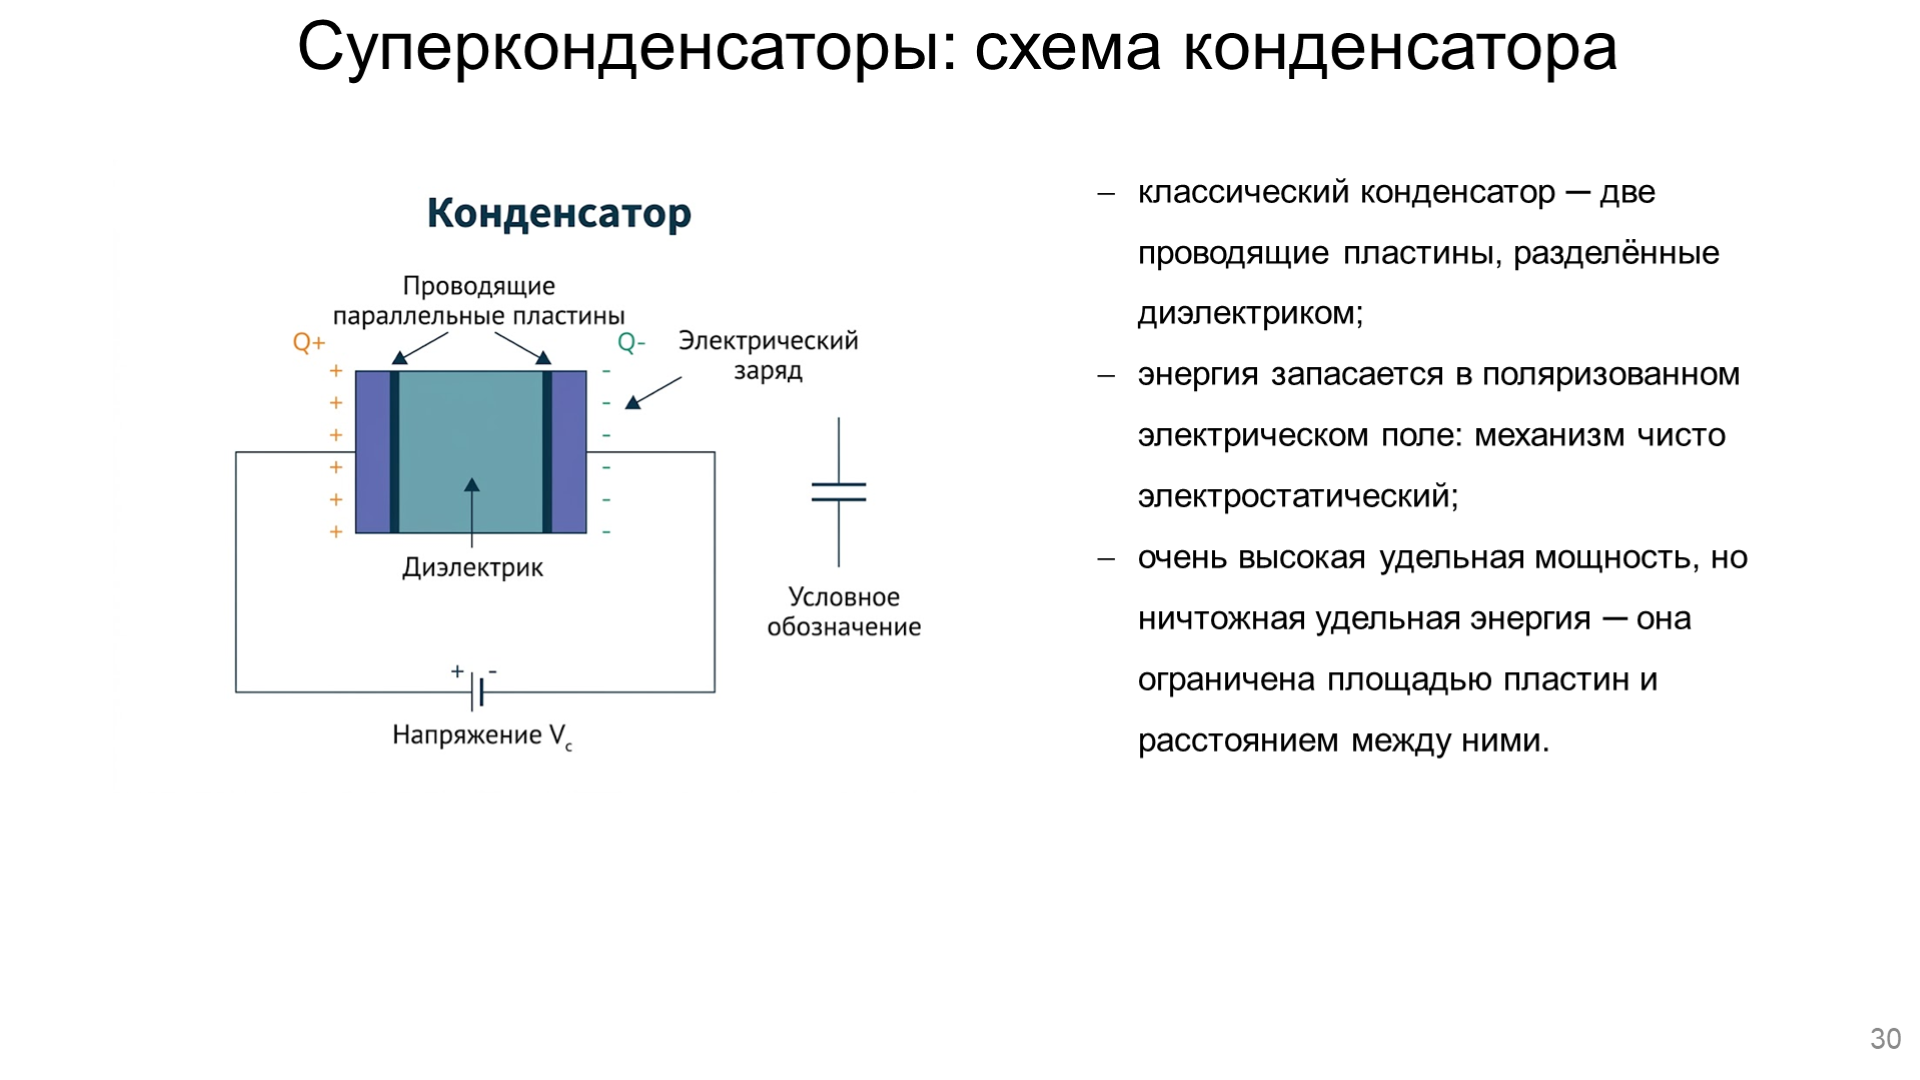 Суперконденсаторы: схема конденсатора
Конденсатор
Проводящие
параллельные пластины
Q+
Q-
Электрический
заряд
+ -
+ -
+ -
+ -
+ -
+ -
Диэлектрик
Условное
обозначение
+ -
Напряжение Vc
– классический конденсатор — две
проводящие пластины, разделённые
диэлектриком;
– энергия запасается в поляризованном
электрическом поле: механизм чисто
электростатический;
– очень высокая удельная мощность, но
ничтожная удельная энергия — она
ограничена площадью пластин и
расстоянием между ними.
30